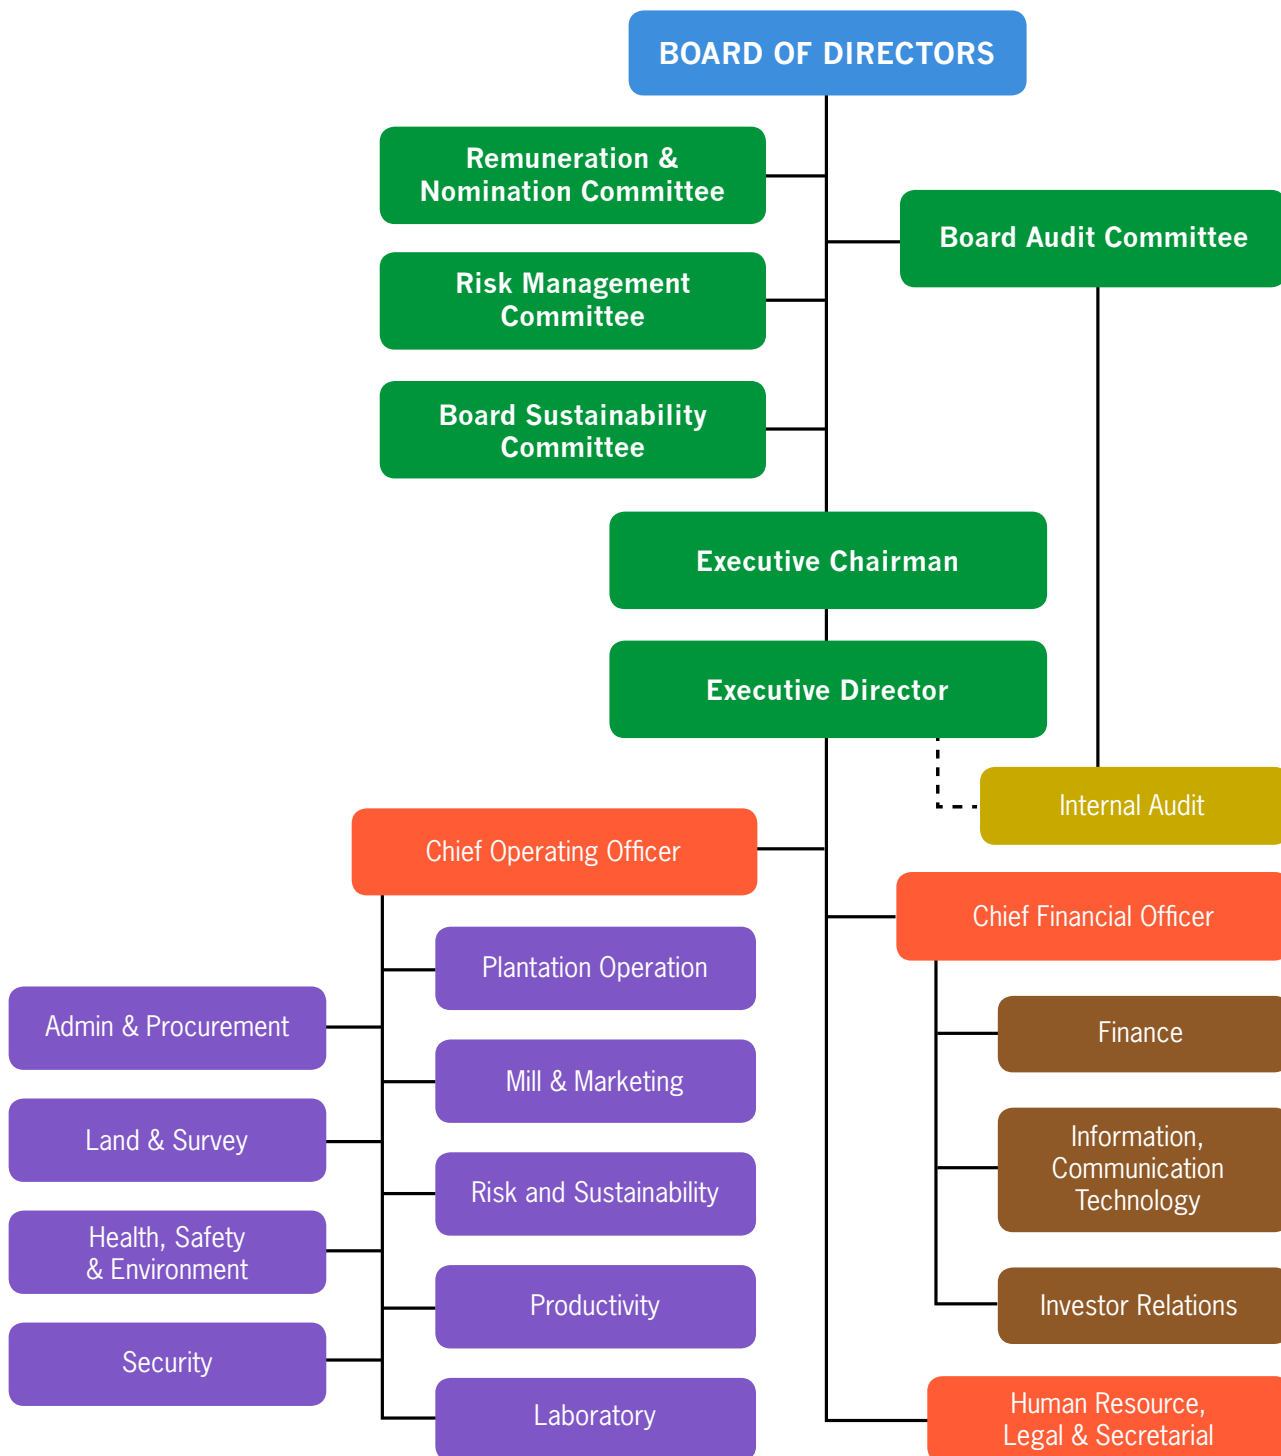 BOARD OF DIRECTORS
Remuneration &
Nomination Committee
Board Audit Committee
Risk Management
Committee
Board Sustainability
Committee
Executive Chairman
Executive Director
Internal Audit
Chief Operating Officer
Chief Financial Officer
Plantation Operation
Admin & Procurement
Finance
Mill & Marketing
Land & Survey
Information,
Communication
Technology
Risk and Sustainability
Health, Safety
& Environment
Productivity
Investor Relations
Security
Laboratory
Human Resource,
Legal & Secretarial